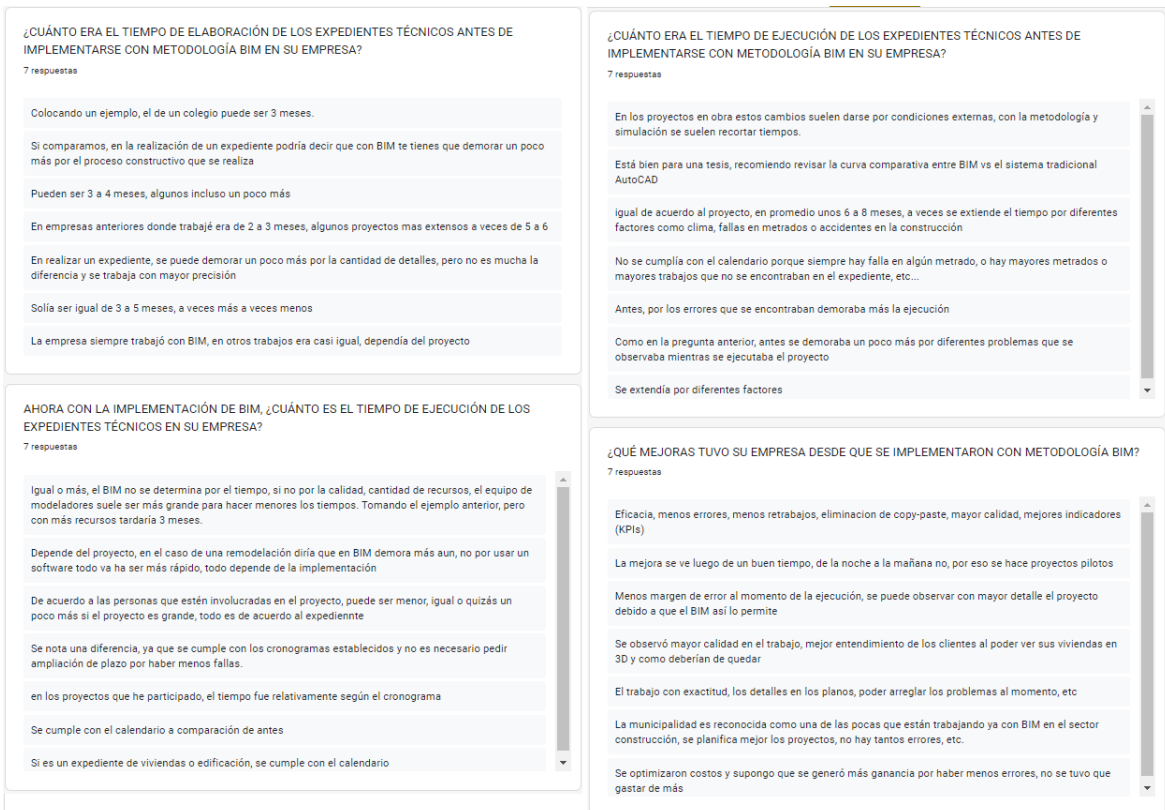 ¿CUÁNTO ERA EL TIEMPO DE ELABORACIÓN DE LOS EXPEDIENTES TÉCNICOS ANTES DE
IMPLEMENTARSE CON METODOLOGÍA BIM EN SU EMPRESA?
7 respuestas
Colocando un ejemplo, el de un colegio puede ser 3 meses.
Si comparamos, en la realización de un expediente podría decir que con BIM te tienes que demorar un poco
más por el proceso constructivo que se realiza
Pueden ser 3 a 4 meses, algunos incluso un poco más
En empresas anteriores donde trabajé era de 2 a 3 meses, algunos proyectos mas extensos a veces de 5 a 6
En realizar un expediente, se puede demorar un poco más por la cantidad de detalles, pero no es mucha la
diferencia y se trabaja con mayor precisión
Solía ser igual de 3 a 5 meses, a veces más a veces menos
La empresa siempre trabajó con BIM, en otros trabajos era casi igual, dependía del proyecto
AHORA CON LA IMPLEMENTACIÓN DE BIM, ¿CUÁNTO ES EL TIEMPO DE EJECUCIÓN DE LOS
EXPEDIENTES TÉCNICOS EN SU EMPRESA?
7 respuestas
Igual o más, el BIM no se determina por el tiempo, si no por la calidad, cantidad de recursos, el equipo de
modeladores suele ser más grande para hacer menores los tiempos. Tomando el ejemplo anterior, pero
con más recursos tardaría 3 meses.
Depende del proyecto, en el caso de una remodelación diría que en BIM demora más aun, no por usar un
software todo va ha ser más rápido, todo depende de la implementación
De acuerdo a las personas que estén involucradas en el proyecto, puede ser menor, igual o quizás un
poco más si el proyecto es grande, todo es de acuerdo al expediennte
Se nota una diferencia, ya que se cumple con los cronogramas establecidos y no es necesario pedir
ampliación de plazo por haber menos fallas.
en los proyectos que he participado, el tiempo fue relativamente según el cronograma
Se cumple con el calendario a comparación de antes
Si es un expediente de viviendas o edificación, se cumple con el calendario
¿CUÁNTO ERA EL TIEMPO DE EJECUCIÓN DE LOS EXPEDIENTES TÉCNICOS ANTES DE
IMPLEMENTARSE CON METODOLOGÍA BIM EN SU EMPRESA?
7 respuestas
En los proyectos en obra estos cambios suelen darse por condiciones externas, con la metodología y
simulación se suelen recortar tiempos.
Está bien para una tesis, recomiendo revisar la curva comparativa entre BIM vs el sistema tradicional
AutoCAD
igual de acuerdo al proyecto, en promedio unos 6 a 8 meses, a veces se extiende el tiempo por diferentes
factores como clima, fallas en metrados o accidentes en la construcción
No se cumplía con el calendario porque siempre hay falla en algún metrado, o hay mayores metrados o
mayores trabajos que no se encontraban en el expediente, etc...
Antes, por los errores que se encontraban demoraba más la ejecución
Como en la pregunta anterior, antes se demoraba un poco más por diferentes problemas que se
observaba mientras se ejecutaba el proyecto
Se extendía por diferentes factores
¿QUÉ MEJORAS TUVO SU EMPRESA DESDE QUE SE IMPLEMENTARON CON METODOLOGÍA BIM?
7 respuestas
Eficacia, menos errores, menos retrabajos, eliminacion de copy-paste, mayor calidad, mejores indicadores
(KPIs)
La mejora se ve luego de un buen tiempo, de la noche a la mañana no, por eso se hace proyectos pilotos
Menos margen de error al momento de la ejecución, se puede observar con mayor detalle el proyecto
debido a que el BIM así lo permite
Se observó mayor calidad en el trabajo, mejor entendimiento de los clientes al poder ver sus viviendas en
3D y como deberían de quedar
El trabajo con exactitud, los detalles en los planos, poder arreglar los problemas al momento, etc
La municipalidad es reconocida como una de las pocas que están trabajando ya con BIM en el sector
construcción, se planifica mejor los proyectos, no hay tantos errores, etc.
Se optimizaron costos y supongo que se generó más ganancia por haber menos errores, no se tuvo que
gastar de más